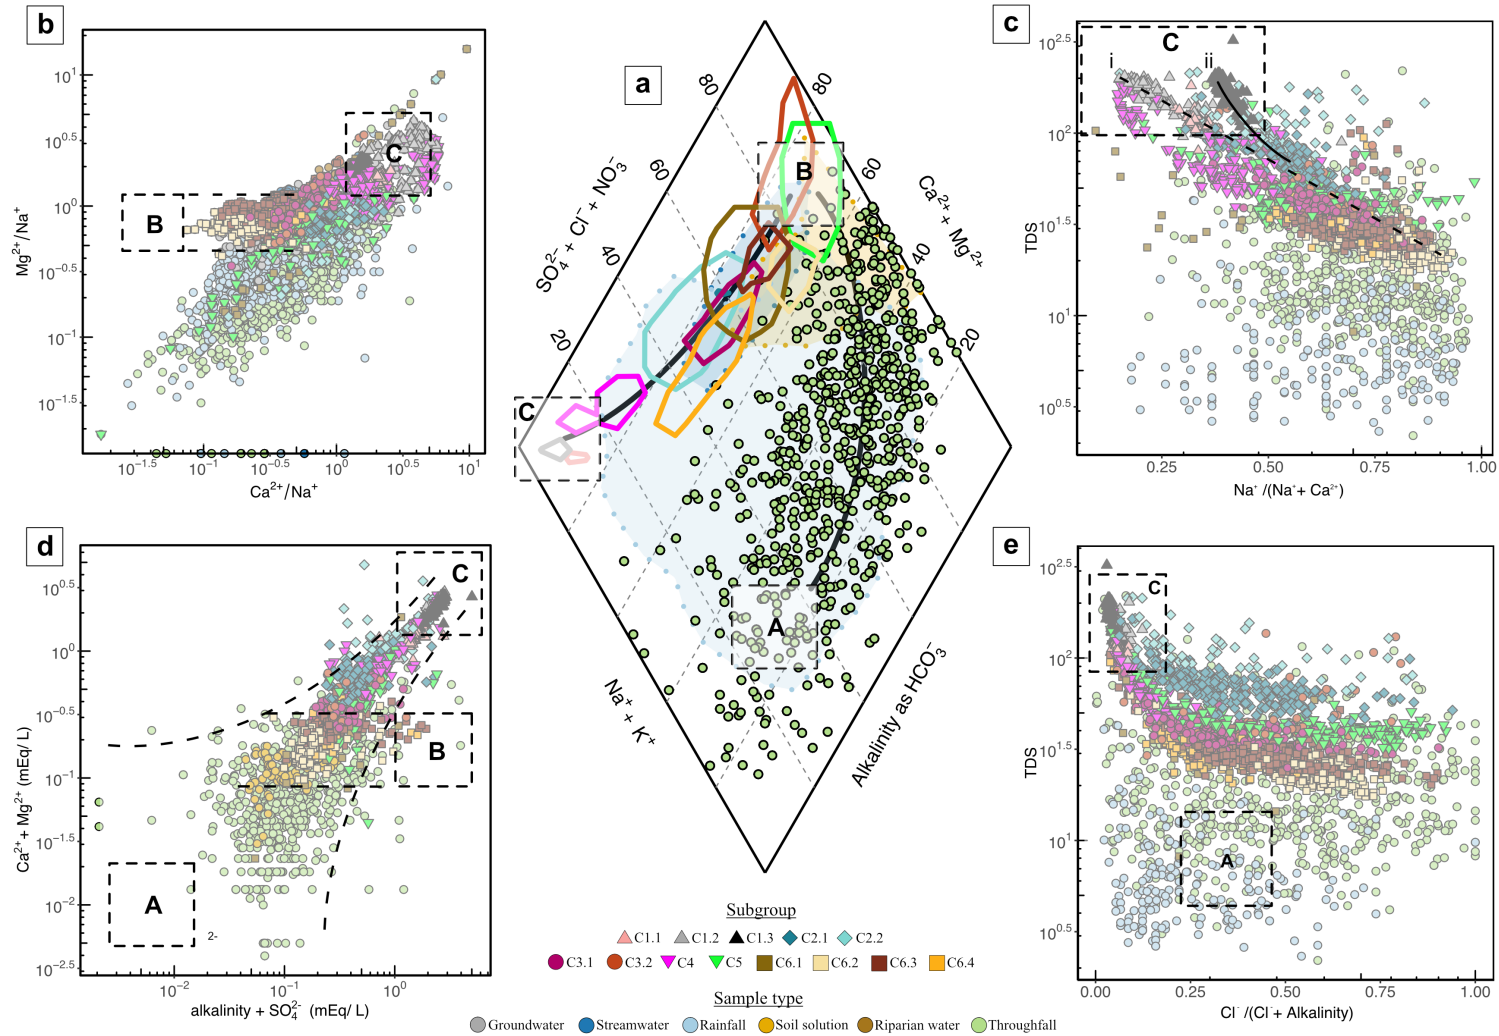 b
10^1
10^0.5
10^0
10^-0.5
10^-1
10^-1.5
Mg²⁺/Na⁺
B
C
10^-1.5
10^-1
10^-0.5
10^0
10^0.5
10^1
Ca²⁺/Na⁺
a
80
60
40
20
80
60
40
20
SO₄²⁻ + Cl⁻ + NO₃⁻
Ca²⁺ + Mg²⁺
Na⁺ + K⁺
Alkalinity as HCO₃⁻
B
C
A
c
10^2.5
10^2
10^1.5
10^1
10^0.5
TDS
i
ii
C
0.25
0.50
0.75
1.00
Na⁺ /(Na⁺+ Ca²⁺)
d
10^0.5
10^0
10^-0.5
10^-1
10^-1.5
10^-2
10^-2.5
Ca²⁺+ Mg²⁺ (mEq/ L)
C
B
A
2-
10^-2
10^-1
10^0
alkalinity + SO₄²⁻ (mEq/ L)
e
10^2.5
10^2
10^1.5
10^1
10^0.5
TDS
C
A
0.00
0.25
0.50
0.75
1.00
Cl⁻ /(Cl⁻+ Alkalinity)
Subgroup
C1.1 C1.2 C1.3 C2.1 C2.2
C3.1 C3.2 C4 C5 C6.1 C6.2 C6.3 C6.4
Sample type
Groundwater Streamwater Rainfall Soil solution Riparian water Throughfall